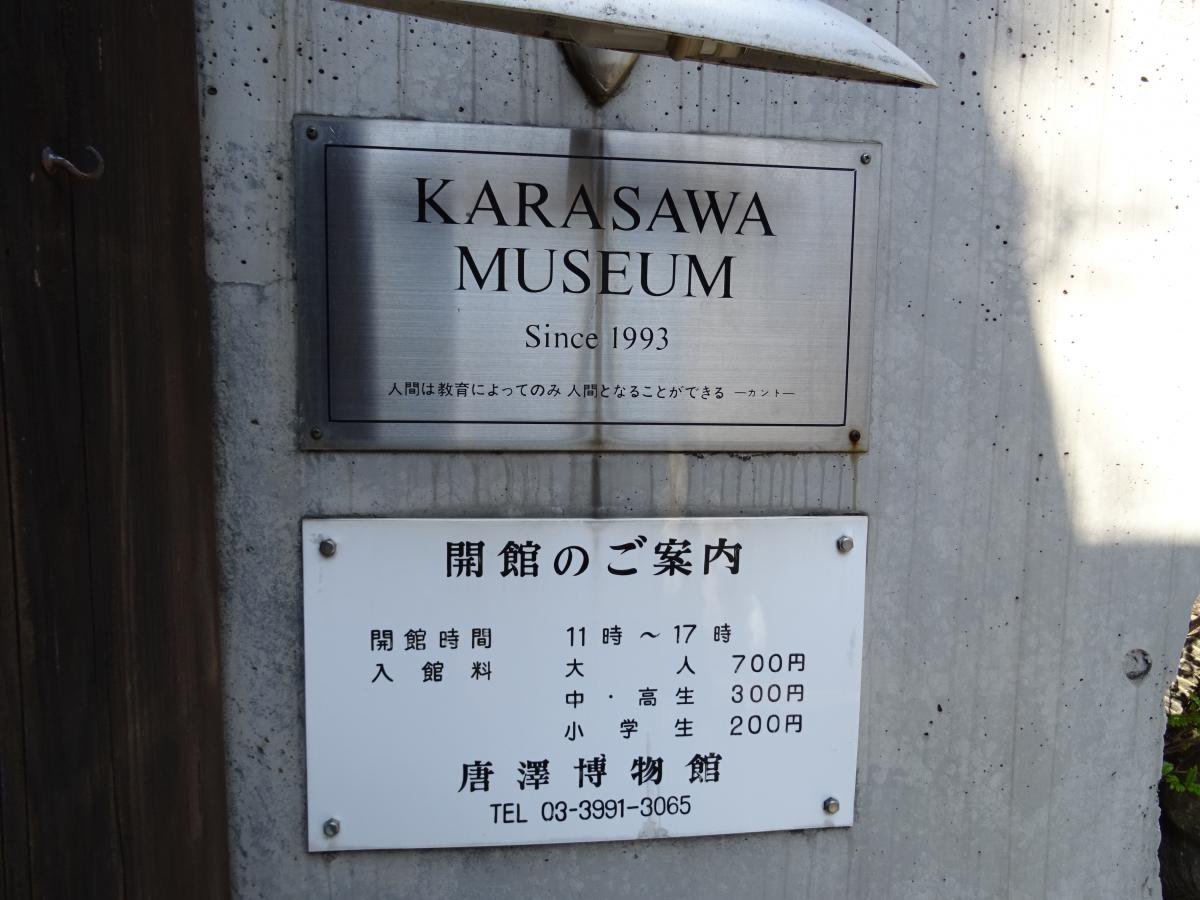 KARASAWA
MUSEUM
Since 1993
人間は教育によってのみ 人間となることができる ―カント―
開館のご案内
開館時間 11時～17時
入館料 大人 700円
中・高生 300円
小学生 200円
唐澤博物館
TEL 03-3991-3065